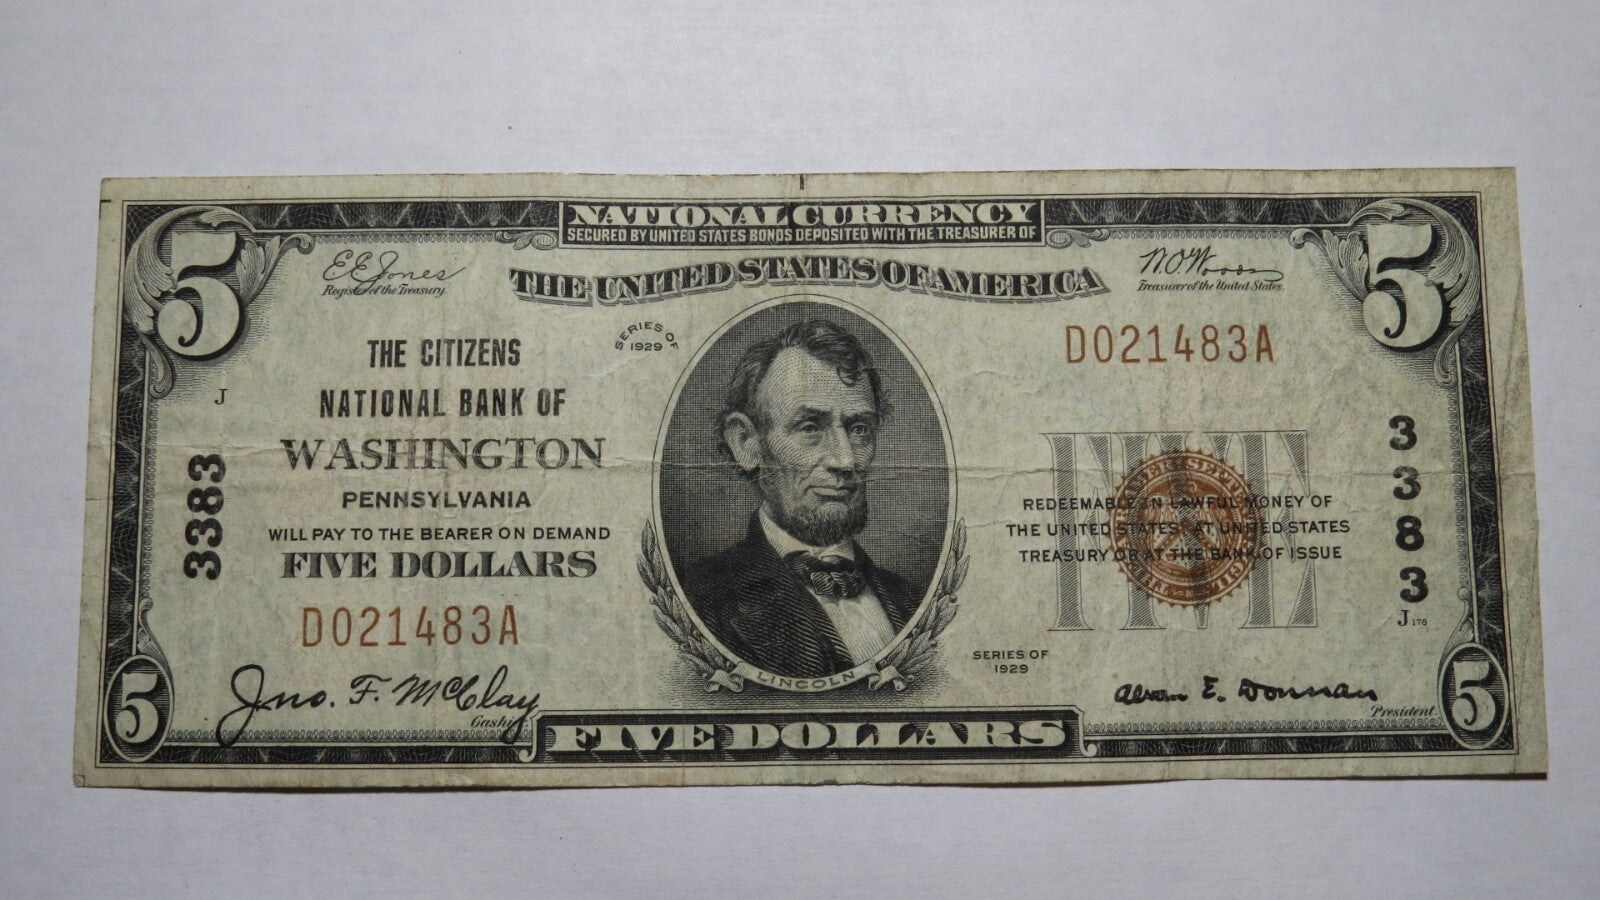 NATIONAL CURRENCY
SECURED BY UNITED STATES BONDS DEPOSITED WITH THE TREASURER OF
THE UNITED STATES OF AMERICA
5
5
E E Jones
Register of the Treasury.
W. O. Woods
Treasurer of the United States.
SERIES OF
1929
D021483A
THE CITIZENS
NATIONAL BANK OF
WASHINGTON
PENNSYLVANIA
WILL PAY TO THE BEARER ON DEMAND
FIVE DOLLARS
J
3383
3383
FIVE
REDEEMABLE IN LAWFUL MONEY OF
THE UNITED STATES AT UNITED STATES
TREASURY OR AT THE BANK OF ISSUE
J 178
D021483A
SERIES OF
1929
LINCOLN
Jno. F. McClay
Cashier
Alvan E. Donnan
President.
5
FIVE DOLLARS
5